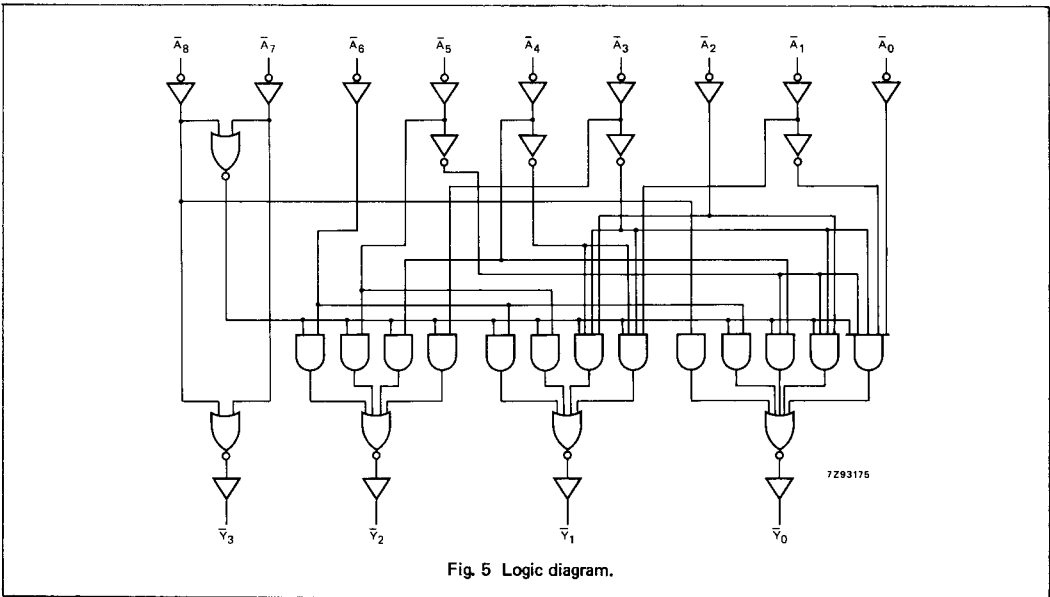 A̅8 A̅7 A̅6 A̅5 A̅4 A̅3 A̅2 A̅1 A̅0
7Z93175
Y̅3 Y̅2 Y̅1 Y̅0
Fig. 5 Logic diagram.